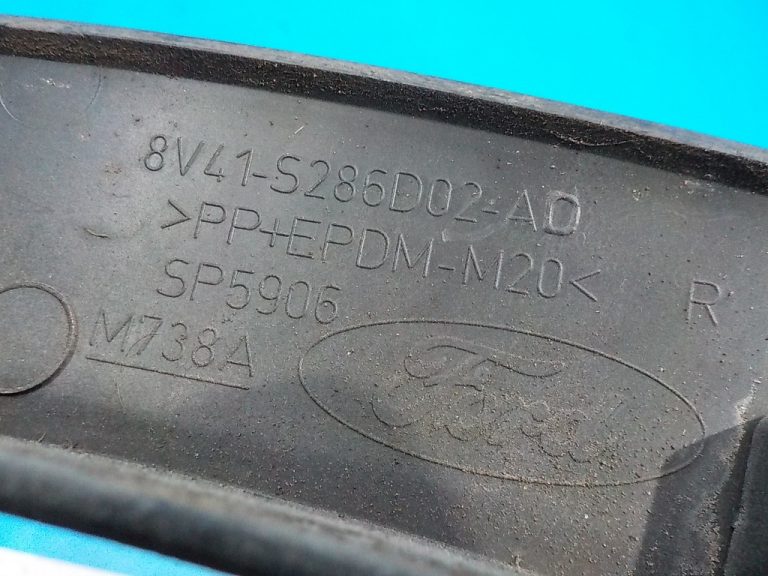 8V41-S286D02-AD
>PP+EPDM-M20<
R
SP5906
M738A
Ford